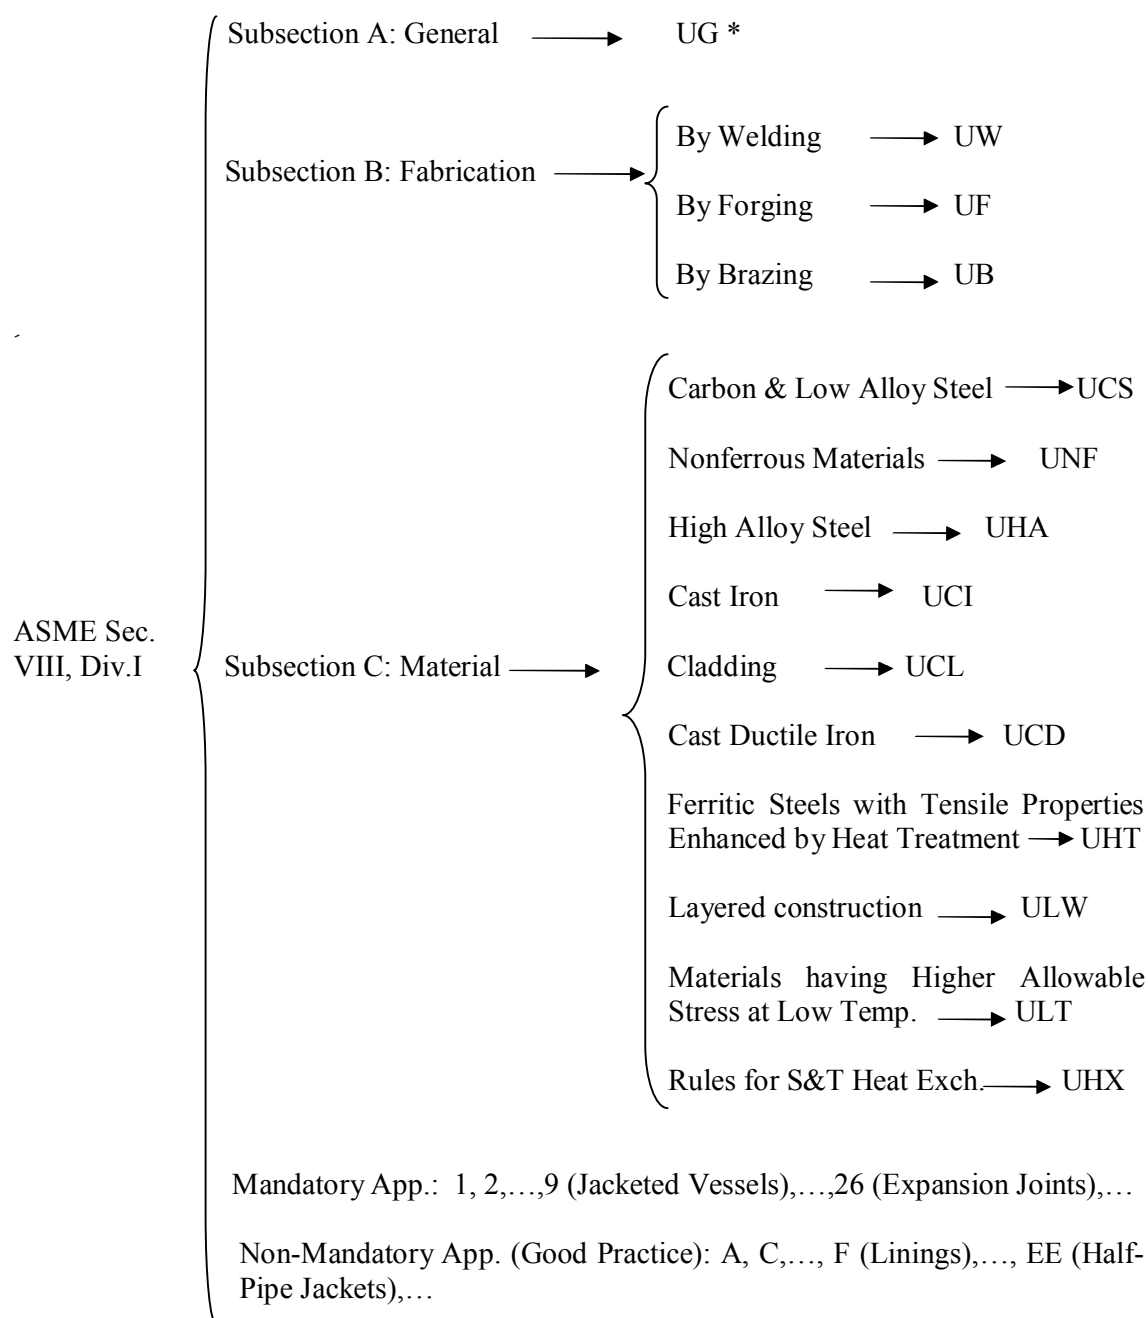 Subsection A: General UG *
By Welding UW
Subsection B: Fabrication
By Forging UF
By Brazing UB
Carbon & Low Alloy Steel UCS
Nonferrous Materials UNF
High Alloy Steel UHA
Cast Iron UCI
ASME Sec.
VIII, Div.I
Subsection C: Material
Cladding UCL
Cast Ductile Iron UCD
Ferritic Steels with Tensile Properties
Enhanced by Heat Treatment UHT
Layered construction ULW
Materials having Higher Allowable
Stress at Low Temp. ULT
Rules for S&T Heat Exch. UHX
Mandatory App.: 1, 2,…,9 (Jacketed Vessels),…,26 (Expansion Joints),…
Non-Mandatory App. (Good Practice): A, C,…, F (Linings),…, EE (Half-
Pipe Jackets),…